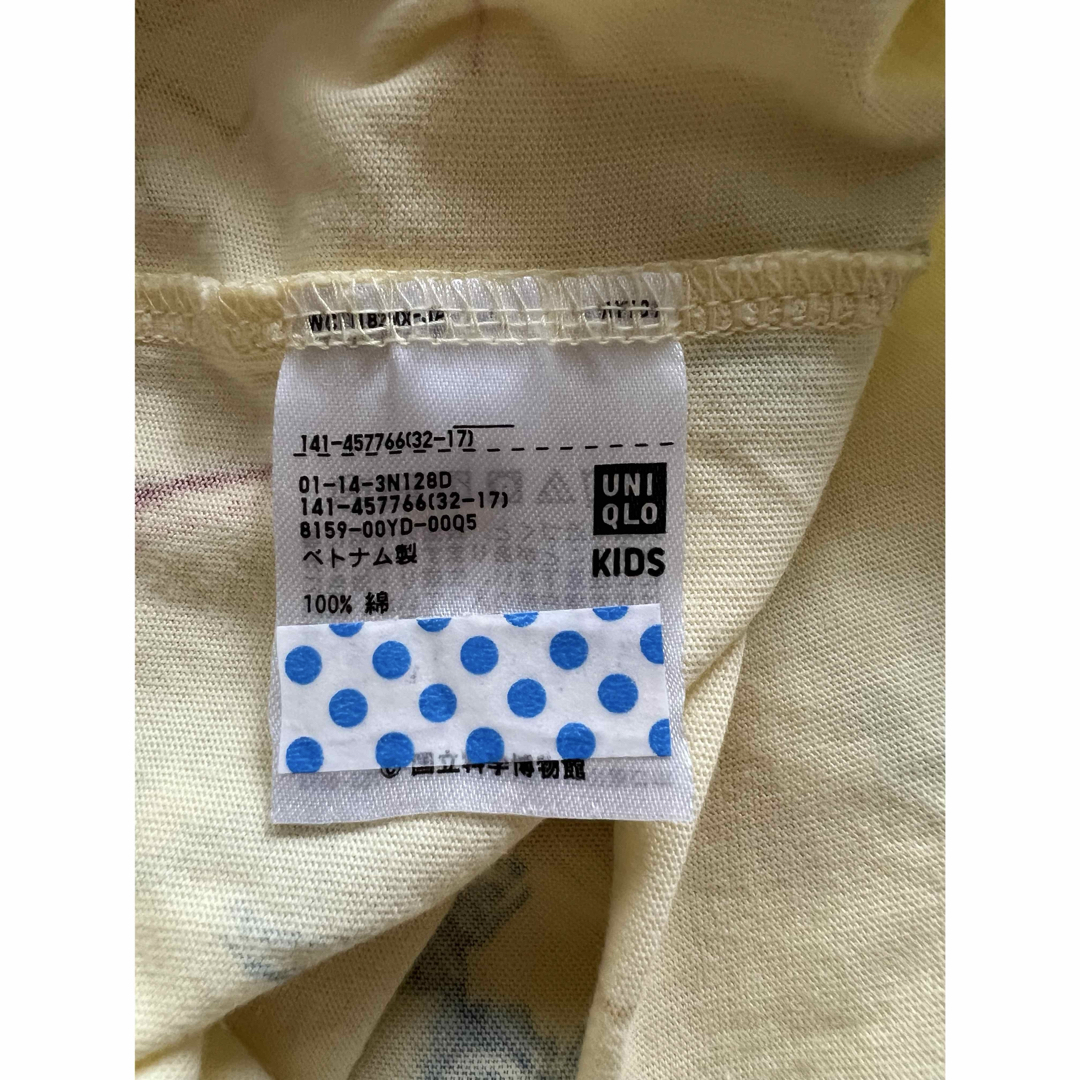 141-457766(32-17)
01-14-3N128D
141-457766(32-17)
8159-00YD-00Q5
ベトナム製
100% 綿
UNI
QLO
KIDS
© 国立科学博物館